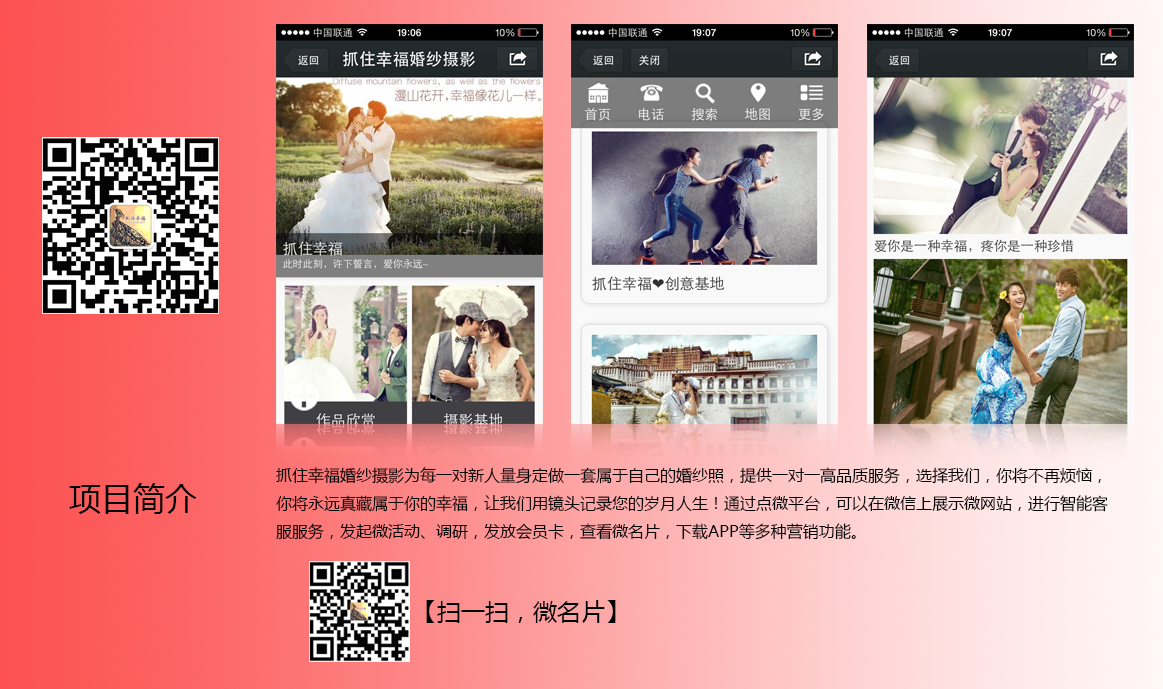 中国联通 19:06 10%
返回 抓住幸福婚纱摄影
Diffuse mountain flowers, as well as the flowers
漫山花开,幸福像花儿一样。
抓住幸福
此时此刻，许下誓言，爱你永远~
作品欣赏 摄影基地
中国联通 19:07 10%
返回 关闭
首页 电话 搜索 地图 更多
抓住幸福❤创意基地
中国联通 19:07 10%
返回
爱你是一种幸福，疼你是一种珍惜
项目简介
抓住幸福婚纱摄影为每一对新人量身定做一套属于自己的婚纱照，提供一对一高品质服务，选择我们，你将不再烦恼，
你将永远真藏属于你的幸福，让我们用镜头记录您的岁月人生！通过点微平台，可以在微信上展示微网站，进行智能客
服服务，发起微活动、调研，发放会员卡，查看微名片，下载APP等多种营销功能。
【扫一扫，微名片】